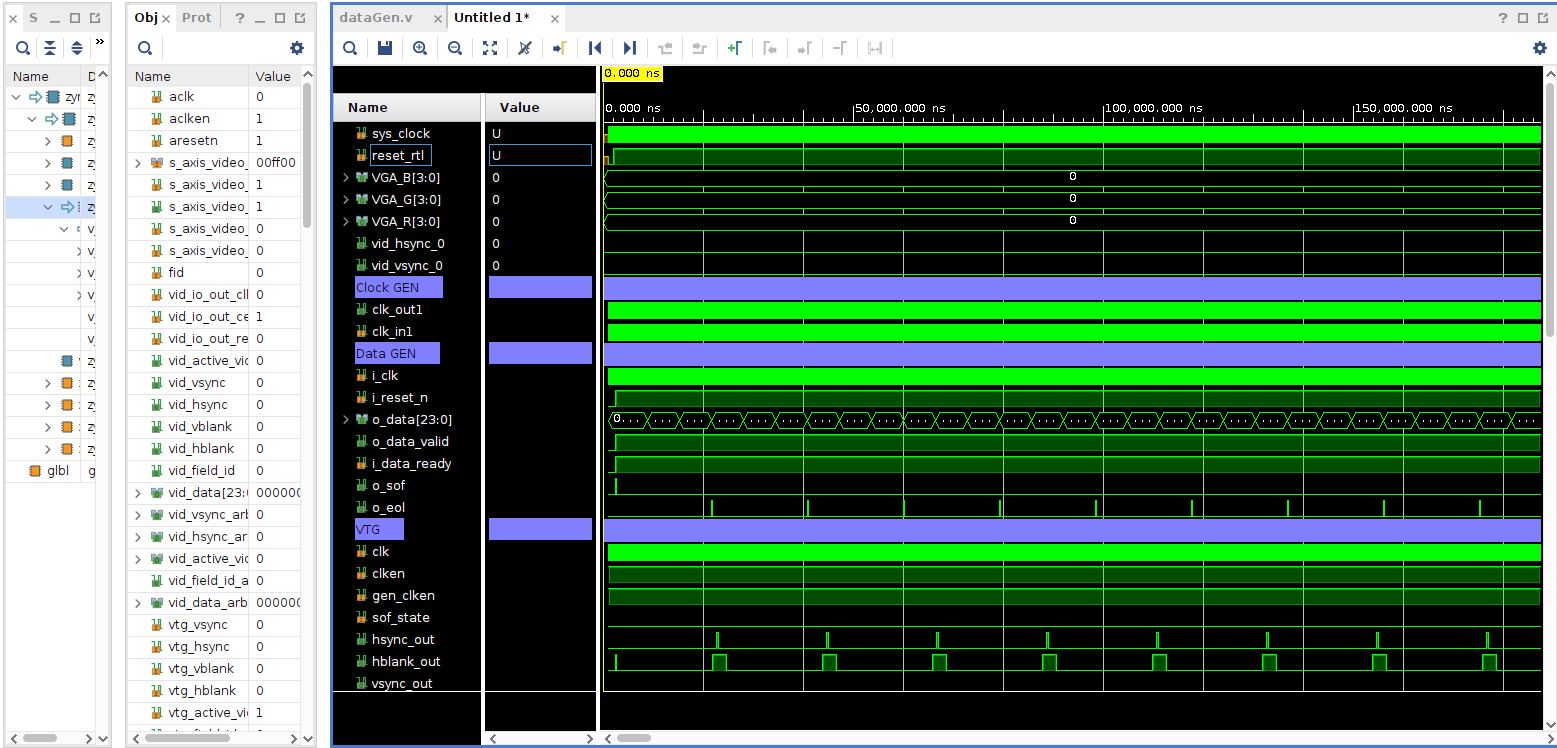 S
»
Name
D
zyn
zy
zy
zy
zy
zy
zy
v
v
v
v
v
v
zy
zy
zy
zy
zy
glbl
g
Obj
Prot
?
Name
Value
aclk 0
aclken 1
aresetn 1
s_axis_video_ 00ff00
s_axis_video_ 1
s_axis_video_ 1
s_axis_video_ 0
s_axis_video_ 0
fid 0
vid_io_out_cl 0
vid_io_out_ce 1
vid_io_out_re 0
vid_active_vid 0
vid_vsync 0
vid_hsync 0
vid_vblank 0
vid_hblank 0
vid_field_id 0
vid_data[23: 000000
vid_vsync_arb 0
vid_hsync_ar 0
vid_active_vid 0
vid_field_id_a 0
vid_data_arb 000000
vtg_vsync 0
vtg_hsync 0
vtg_vblank 0
vtg_hblank 0
vtg_active_vi 1
dataGen.v
Untitled 1*
?
0.000 ns
0.000 ns
50,000.000 ns
100,000.000 ns
150,000.000 ns
Name
Value
sys_clock U
reset_rtl U
VGA_B[3:0] 0 0
VGA_G[3:0] 0 0
VGA_R[3:0] 0 0
vid_hsync_0 0
vid_vsync_0 0
Clock GEN
clk_out1
clk_in1
Data GEN
i_clk
i_reset_n
o_data[23:0] 0
o_data_valid
i_data_ready
o_sof
o_eol
VTG
clk
clken
gen_clken
sof_state
hsync_out
hblank_out
vsync_out